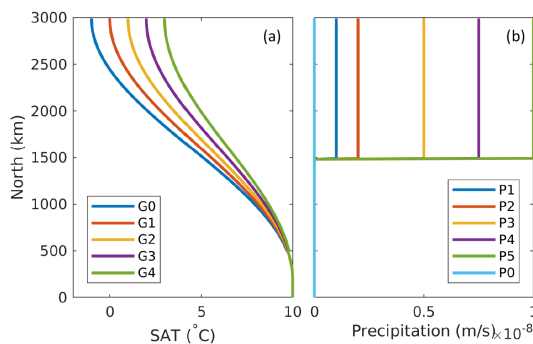 3000
2500
2000
1500
1000
500
0
North (km)
(a)
G0
G1
G2
G3
G4
0
5
10
SAT (°C)
(b)
P1
P2
P3
P4
P5
P0
0
0.5
1
×10⁻⁸
Precipitation (m/s)